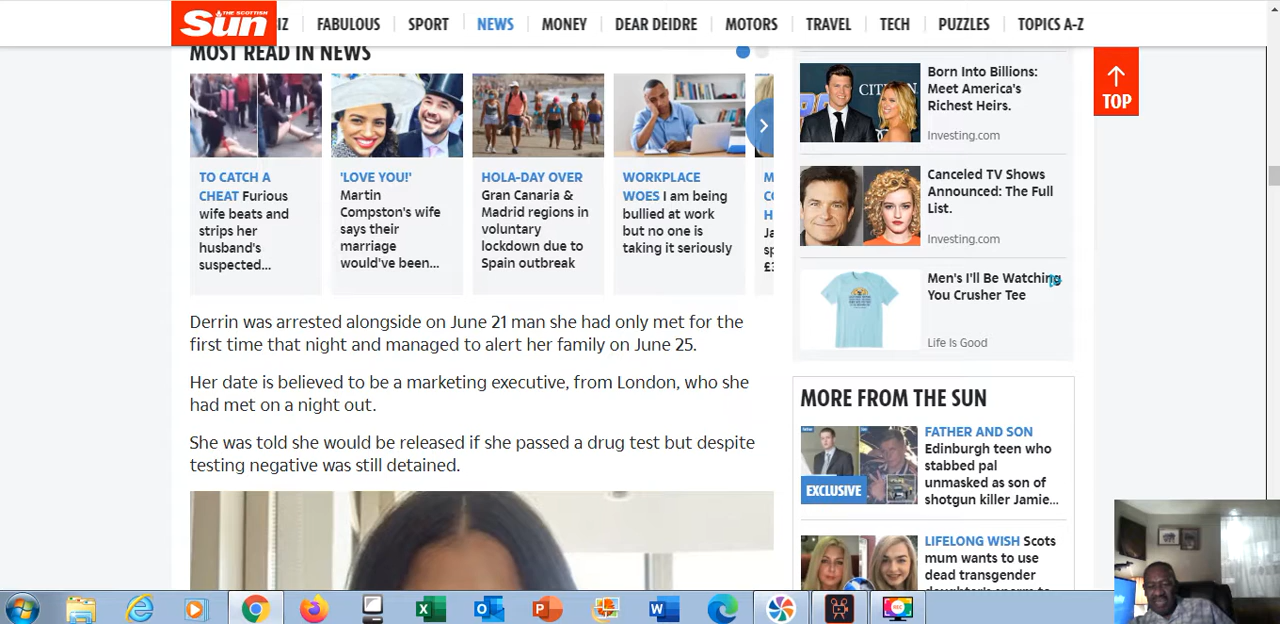 THE SCOTTISH
Sun
IZ
FABULOUS
SPORT
NEWS
MONEY
DEAR DEIDRE
MOTORS
TRAVEL
TECH
PUZZLES
TOPICS A-Z
MOST READ IN NEWS
TO CATCH A
CHEAT Furious
wife beats and
strips her
husband's
suspected...
'LOVE YOU!'
Martin
Compston's wife
says their
marriage
would've been...
HOLA-DAY OVER
Gran Canaria &
Madrid regions in
voluntary
lockdown due to
Spain outbreak
WORKPLACE
WOES I am being
bullied at work
but no one is
taking it seriously
M
C
H
Ja
sp
£3
Derrin was arrested alongside on June 21 man she had only met for the
first time that night and managed to alert her family on June 25.
Her date is believed to be a marketing executive, from London, who she
had met on a night out.
She was told she would be released if she passed a drug test but despite
testing negative was still detained.
CIT
Born Into Billions:
Meet America's
Richest Heirs.
Investing.com
Canceled TV Shows
Announced: The Full
List.
Investing.com
Men's I'll Be Watching
You Crusher Tee
Life Is Good
TOP
MORE FROM THE SUN
EXCLUSIVE
FATHER AND SON
Edinburgh teen who
stabbed pal
unmasked as son of
shotgun killer Jamie...
LIFELONG WISH Scots
mum wants to use
dead transgender
daughter's sperm to
REC